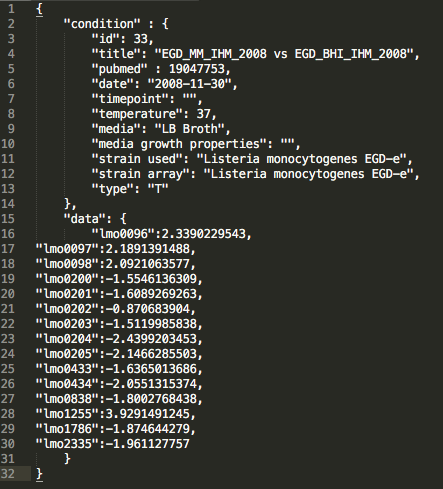 1 {
2 "condition" : {
3 "id": 33,
4 "title": "EGD_MM_IHM_2008 vs EGD_BHI_IHM_2008",
5 "pubmed" : 19047753,
6 "date": "2008-11-30",
7 "timepoint": "",
8 "temperature": 37,
9 "media": "LB Broth",
10 "media growth properties": "",
11 "strain used": "Listeria monocytogenes EGD-e",
12 "strain array": "Listeria monocytogenes EGD-e",
13 "type": "T"
14 },
15 "data": {
16 "lmo0096":2.3390229543,
17 "lmo0097":2.1891391488,
18 "lmo0098":2.0921063577,
19 "lmo0200":-1.5546136309,
20 "lmo0201":-1.6089269263,
21 "lmo0202":-0.870683904,
22 "lmo0203":-1.5119985838,
23 "lmo0204":-2.4399203453,
24 "lmo0205":-2.1466285503,
25 "lmo0433":-1.6365013686,
26 "lmo0434":-2.0551315374,
27 "lmo0838":-1.8002768438,
28 "lmo1255":3.9291491245,
29 "lmo1786":-1.874644279,
30 "lmo2335":-1.961127757
31 }
32 }